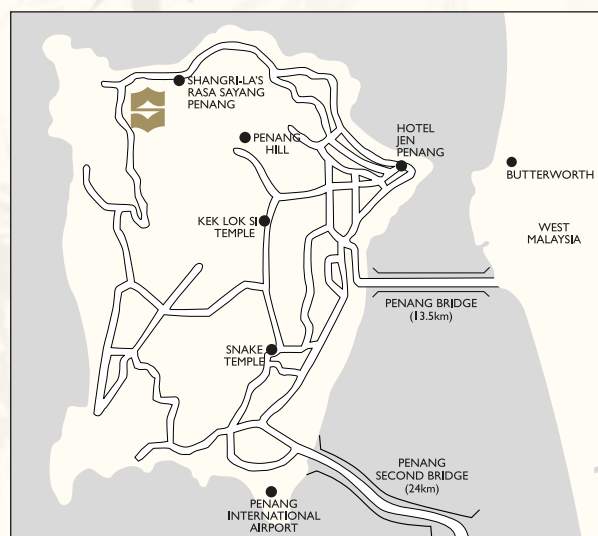 SHANGRI-LA'S
RASA SAYANG
PENANG
PENANG
HILL
HOTEL
JEN
PENANG
BUTTERWORTH
KEK LOK SI
TEMPLE
WEST
MALAYSIA
PENANG BRIDGE
(13.5km)
SNAKE
TEMPLE
PENANG
SECOND BRIDGE
(24km)
PENANG
INTERNATIONAL
AIRPORT